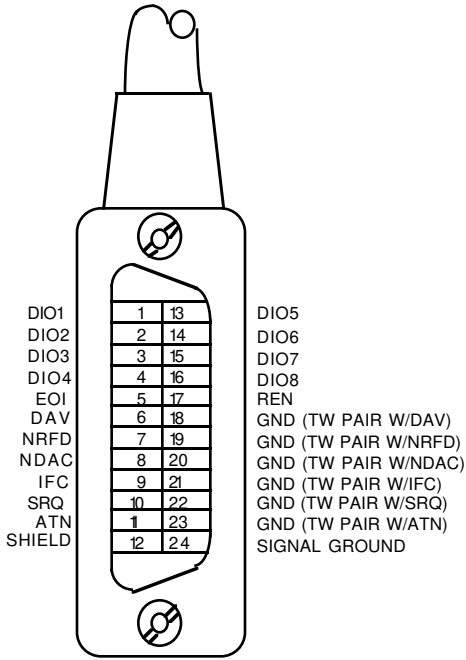 DIO1 1 13 DIO5
DIO2 2 14 DIO6
DIO3 3 15 DIO7
DIO4 4 16 DIO8
EOI 5 17 REN
DAV 6 18 GND (TW PAIR W/DAV)
NRFD 7 19 GND (TW PAIR W/NRFD)
NDAC 8 20 GND (TW PAIR W/NDAC)
IFC 9 21 GND (TW PAIR W/IFC)
SRQ 10 22 GND (TW PAIR W/SRQ)
ATN 11 23 GND (TW PAIR W/ATN)
SHIELD 12 24 SIGNAL GROUND